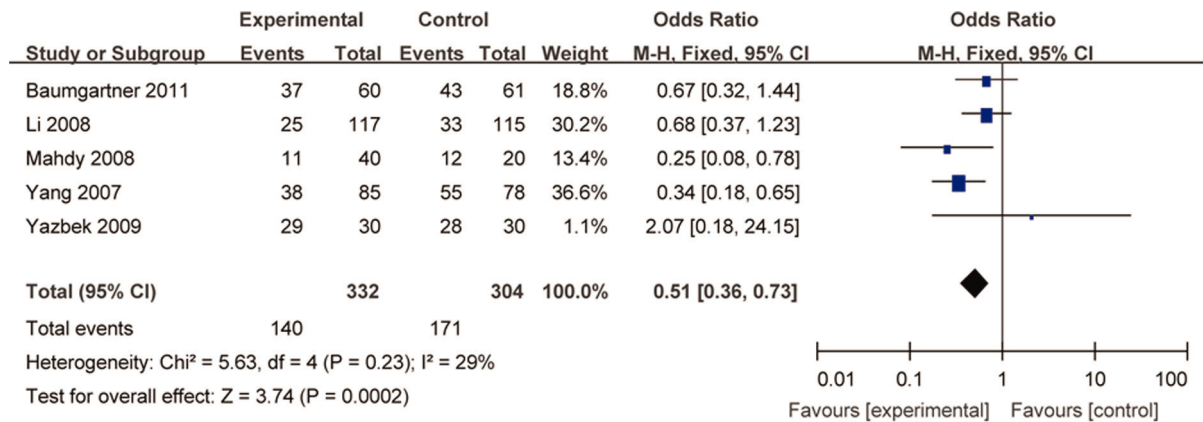 Experimental Control Odds Ratio Odds Ratio
Study or Subgroup Events Total Events Total Weight M-H, Fixed, 95% CI M-H, Fixed, 95% CI
Baumgartner 2011 37 60 43 61 18.8% 0.67 [0.32, 1.44]
Li 2008 25 117 33 115 30.2% 0.68 [0.37, 1.23]
Mahdy 2008 11 40 12 20 13.4% 0.25 [0.08, 0.78]
Yang 2007 38 85 55 78 36.6% 0.34 [0.18, 0.65]
Yazbek 2009 29 30 28 30 1.1% 2.07 [0.18, 24.15]
Total (95% CI) 332 304 100.0% 0.51 [0.36, 0.73]
Total events 140 171
Heterogeneity: Chi² = 5.63, df = 4 (P = 0.23); I² = 29%
Test for overall effect: Z = 3.74 (P = 0.0002)
0.01 0.1 1 10 100
Favours [experimental] Favours [control]